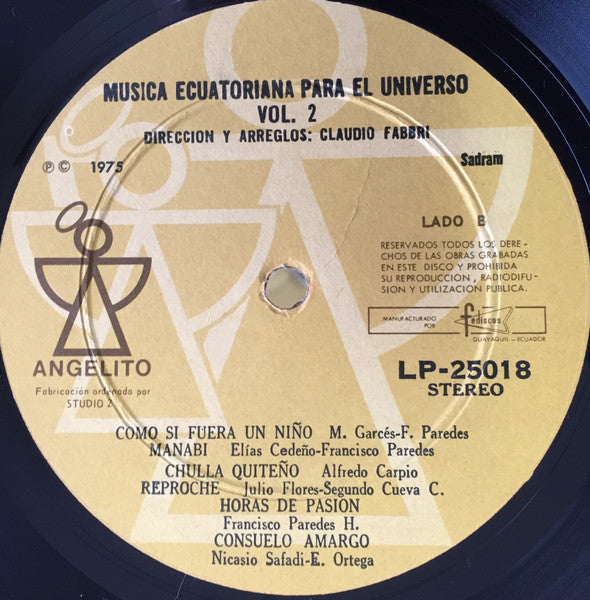 MUSICA ECUATORIANA PARA EL UNIVERSO
VOL. 2
DIRECCION Y ARREGLOS: CLAUDIO FABBRI
℗ © 1975
Sadram
LADO B
RESERVADOS TODOS LOS DERE-
CHOS DE LAS OBRAS GRABADAS
EN ESTE DISCO Y PROHIBIDA
SU REPRODUCCION, RADIODIFU-
SION Y UTILIZACION PUBLICA.
MANUFACTURADO
POR
fediscos
GUAYAQUIL - ECUADOR
ANGELITO
Fabricación ordenada por
STUDIO 2
LP-25018
STEREO
COMO SI FUERA UN NIÑO M. Garcés-F. Paredes
MANABI Elías Cedeño-Francisco Paredes
CHULLA QUITEÑO Alfredo Carpio
REPROCHE Julio Flores-Segundo Cueva C.
HORAS DE PASION
Francisco Paredes H.
CONSUELO AMARGO
Nicasio Safadi-E. Ortega